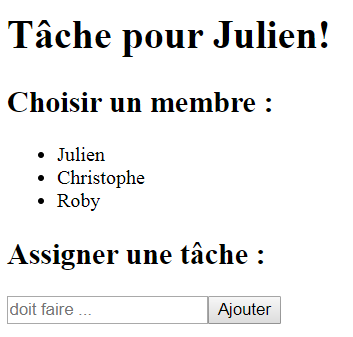 Tâche pour Julien!
Choisir un membre :
Julien
Christophe
Roby
Assigner une tâche :
doit faire ... Ajouter